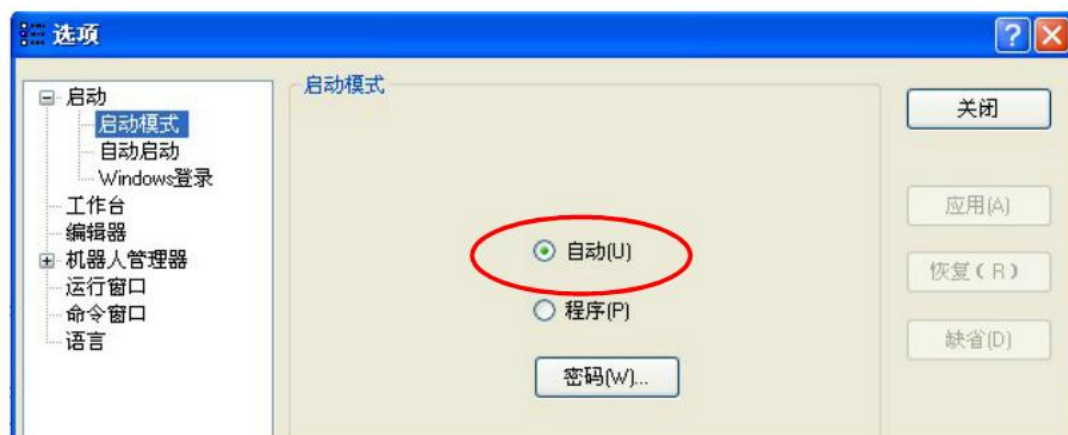 选项
启动
启动模式
自动启动
Windows登录
工作台
编辑器
机器人管理器
运行窗口
命令窗口
语言
启动模式
自动(U)
程序(P)
密码(W)...
关闭
应用(A)
恢复(R)
缺省(D)